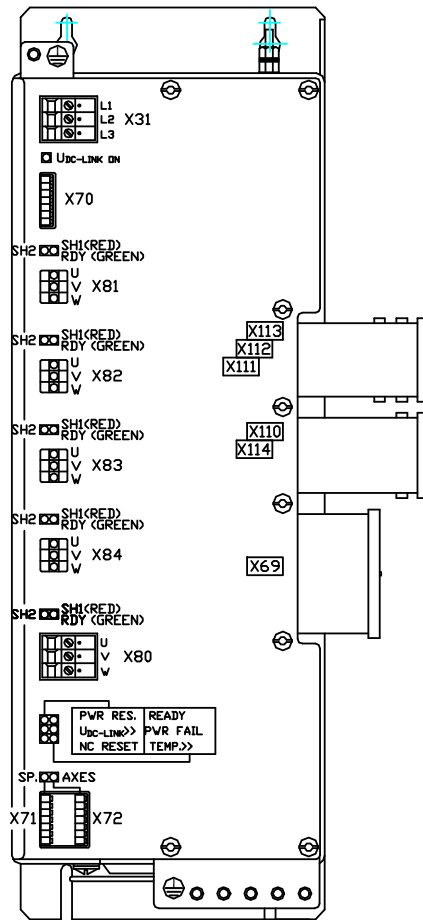 L1
L2 X31
L3
UDC-LINK ON
X70
SH2 SH1(RED)
RDY (GREEN)
U
V X81
W
X113
X112
X111
SH2 SH1(RED)
RDY (GREEN)
U
V X82
W
SH2 SH1(RED)
RDY (GREEN)
X110
X114
U
V X83
W
SH2 SH1(RED)
RDY (GREEN)
U
V X84
W
X69
SH2 SH1(RED)
RDY (GREEN)
U
V X80
W
PWR RES. READY
UDC-LINK>> PWR FAIL
NC RESET TEMP.>>
SP. AXES
X71 X72